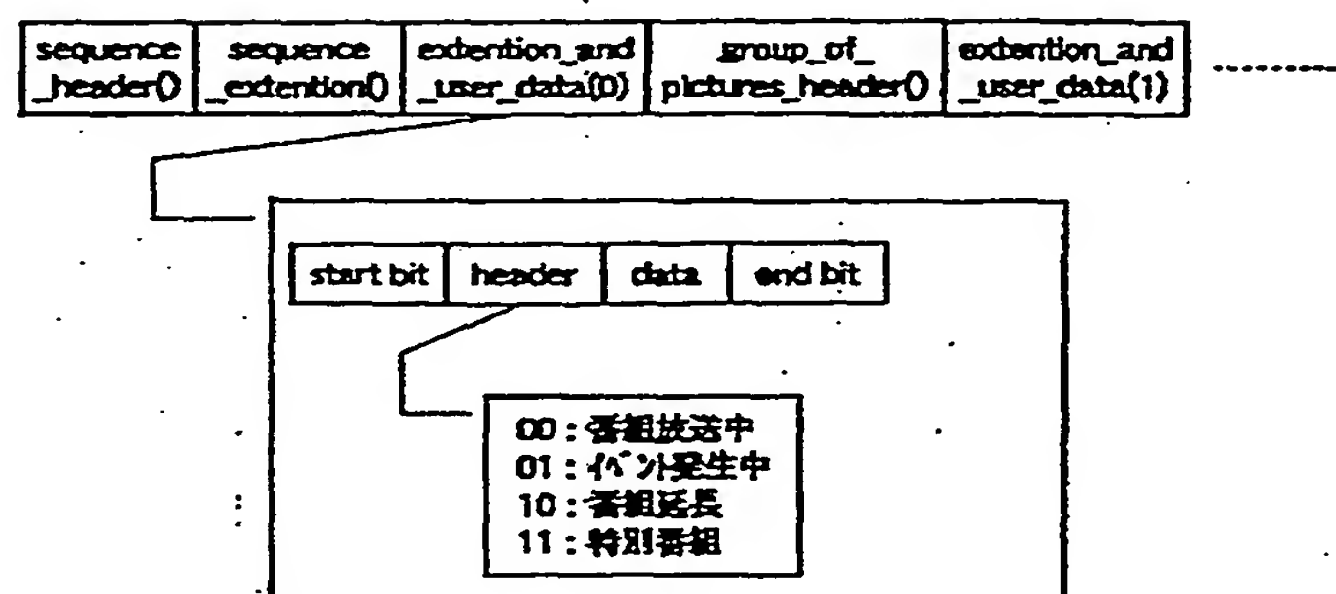 sequence
_header()
sequence
_extention()
extention_and
_user_data(0)
group_of_
pictures_header()
extention_and
_user_data(1)
start bit
header
data
end bit
00 : 番組放送中
01 : イベント発生中
10 : 番組延長
11 : 特別番組